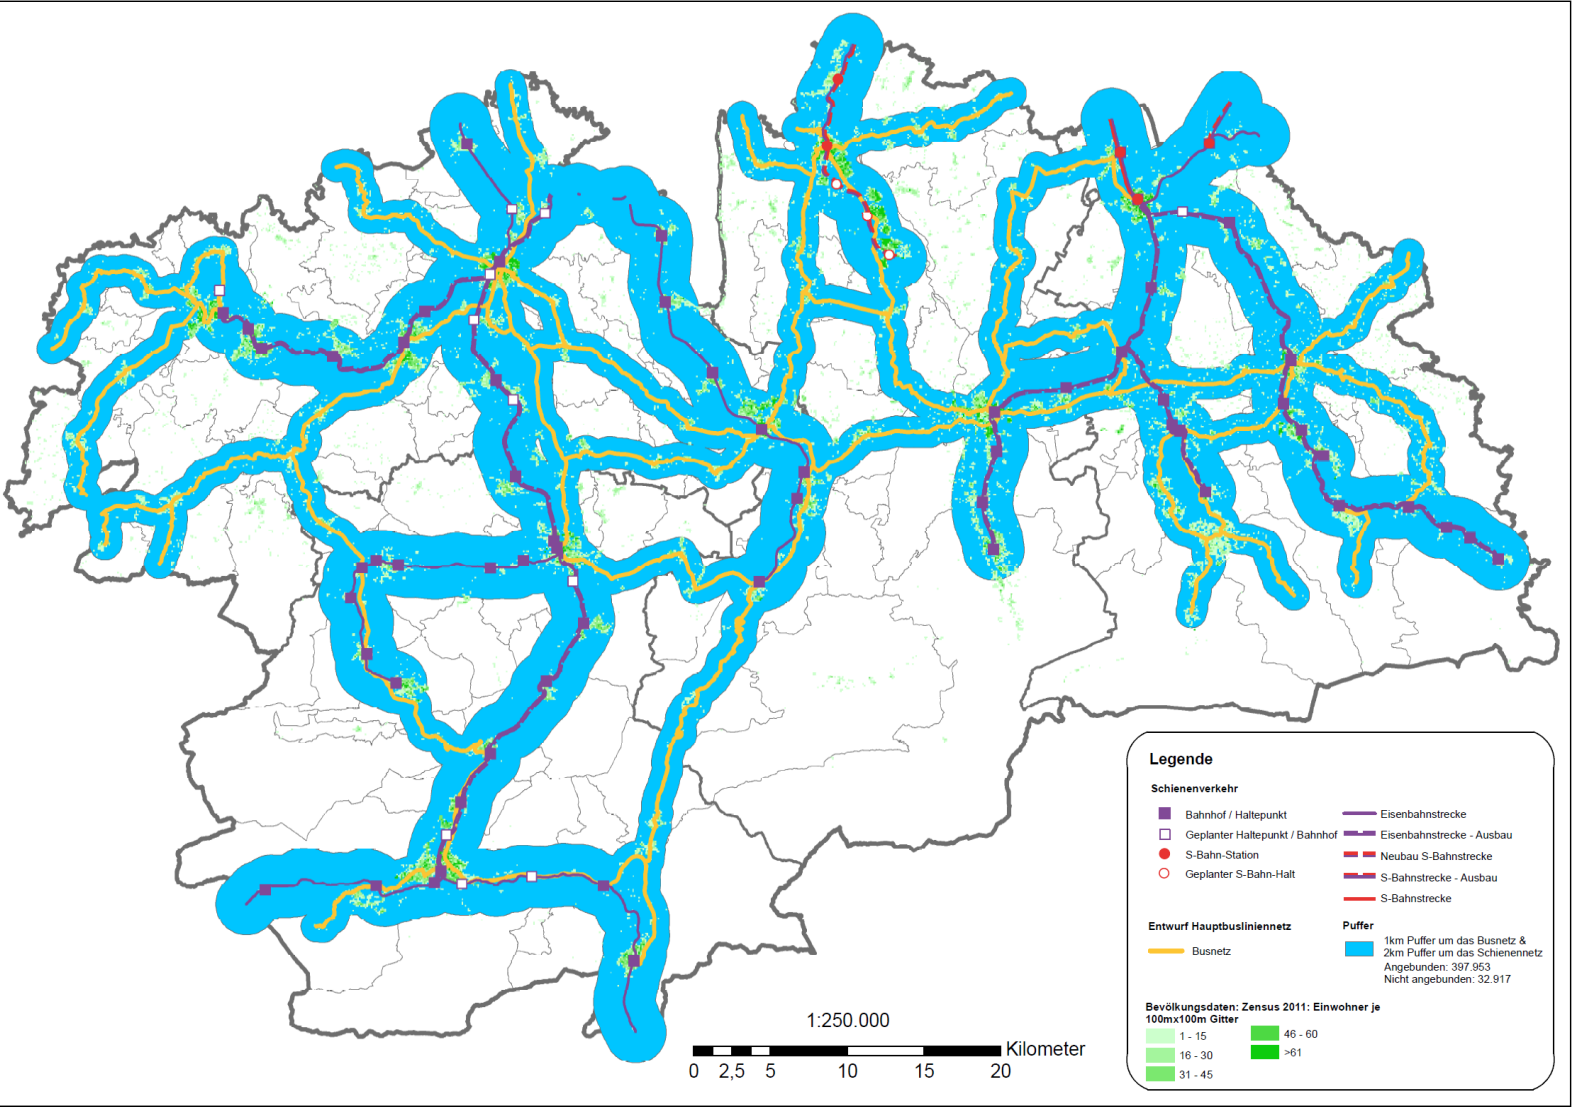 Legende
Schienenverkehr
Bahnhof / Haltepunkt
Geplanter Haltepunkt / Bahnhof
S-Bahn-Station
Geplanter S-Bahn-Halt
Eisenbahnstrecke
Eisenbahnstrecke - Ausbau
Neubau S-Bahnstrecke
S-Bahnstrecke - Ausbau
S-Bahnstrecke
Entwurf Hauptbusliniennetz
Busnetz
Puffer
1km Puffer um das Busnetz &
2km Puffer um das Schienennetz
Angebunden: 397.953
Nicht angebunden: 32.917
Bevölkungsdaten: Zensus 2011: Einwohner je
100mx100m Gitter
1 - 15
16 - 30
31 - 45
46 - 60
>61
1:250.000
Kilometer
0 2,5 5 10 15 20